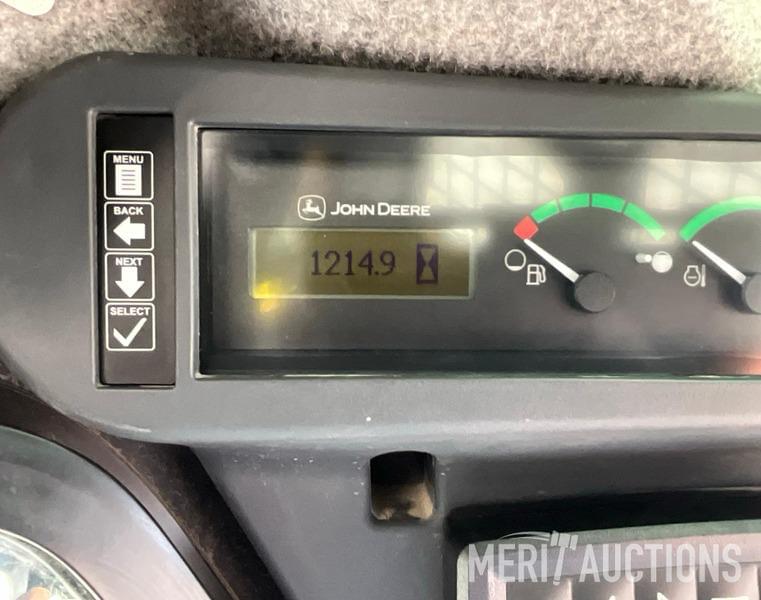 MENU
BACK
NEXT
SELECT
JOHN DEERE
1214.9
MERIT AUCTIONS